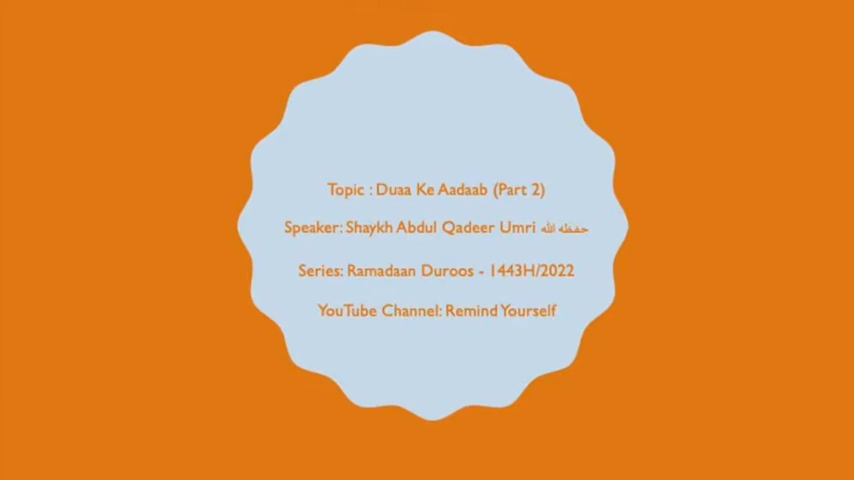 Topic : Duaa Ke Aadaab (Part 2)
Speaker: Shaykh Abdul Qadeer Umri حفظه الله
Series: Ramadaan Duroos - 1443H/2022
YouTube Channel: Remind Yourself